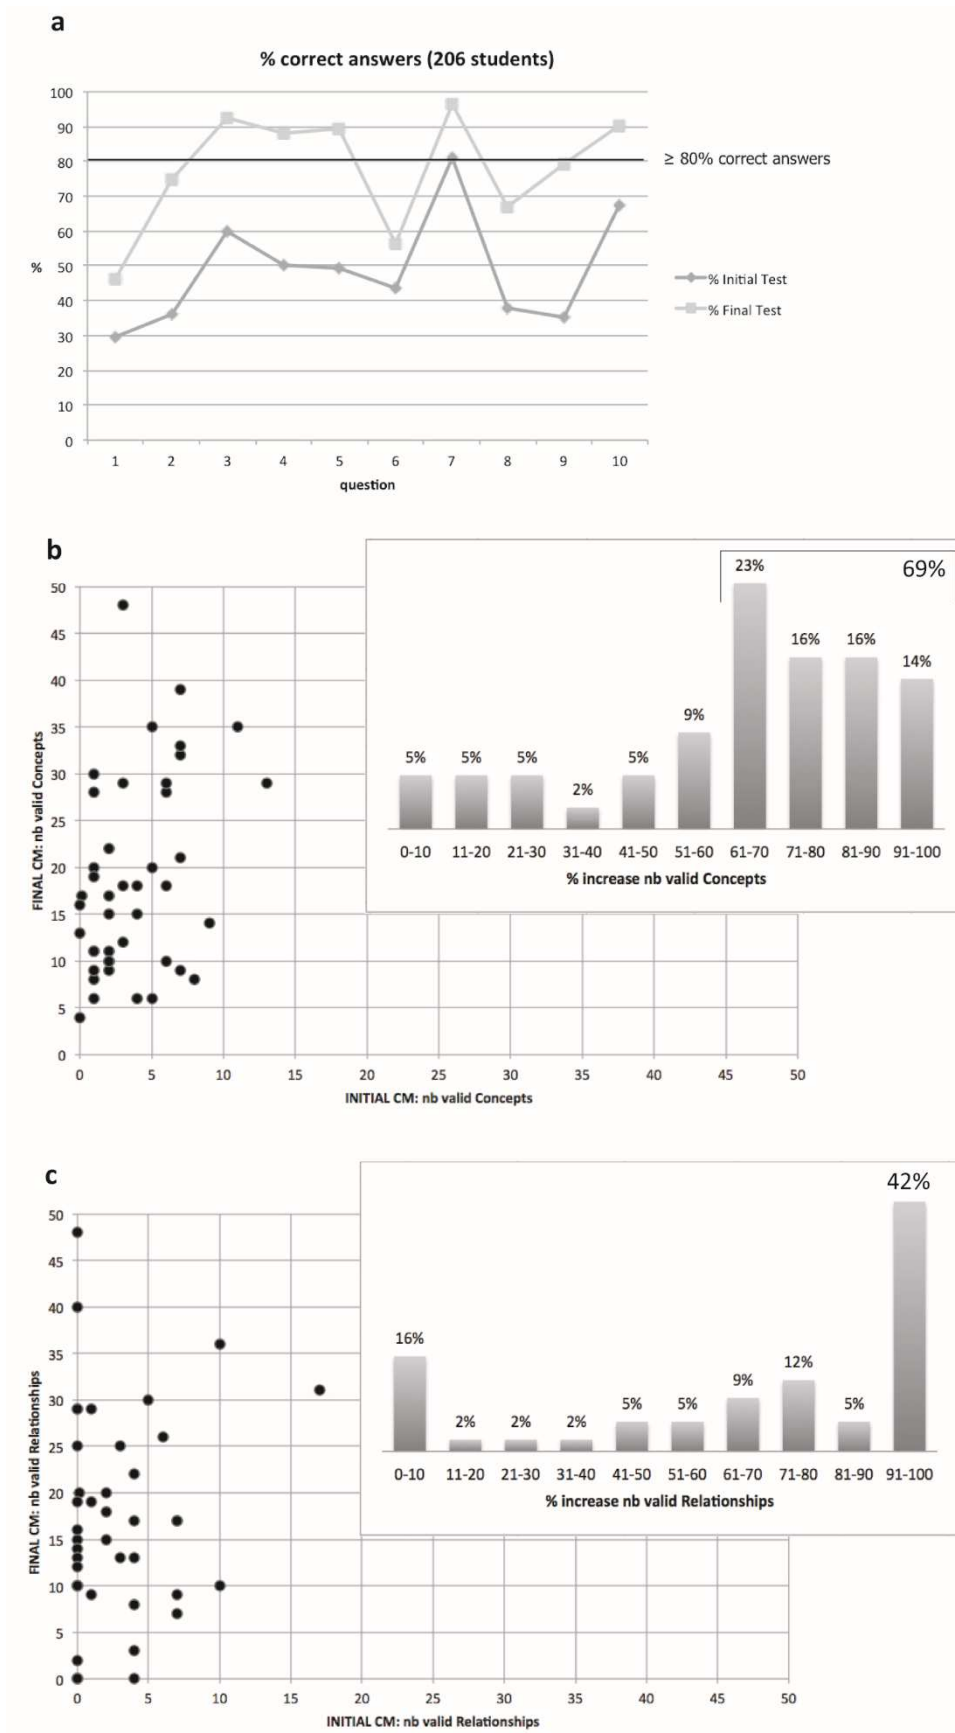 a
% correct answers (206 students)
100
90
80
70
60
50
40
30
20
10
0
%
≥ 80% correct answers
% Initial Test
% Final Test
1 2 3 4 5 6 7 8 9 10
question
b
50
45
40
35
30
25
20
15
10
5
0
FINAL CM: nb valid Concepts
0 5 10 15 20 25 30 35 40 45 50
INITIAL CM: nb valid Concepts
69%
5% 5% 5% 2% 5% 9% 23% 16% 16% 14%
0-10 11-20 21-30 31-40 41-50 51-60 61-70 71-80 81-90 91-100
% increase nb valid Concepts
c
50
45
40
35
30
25
20
15
10
5
0
FINAL CM: nb valid Relationships
0 5 10 15 20 25 30 35 40 45 50
INITIAL CM: nb valid Relationships
16% 2% 2% 2% 5% 5% 9% 12% 5% 42%
0-10 11-20 21-30 31-40 41-50 51-60 61-70 71-80 81-90 91-100
% increase nb valid Relationships